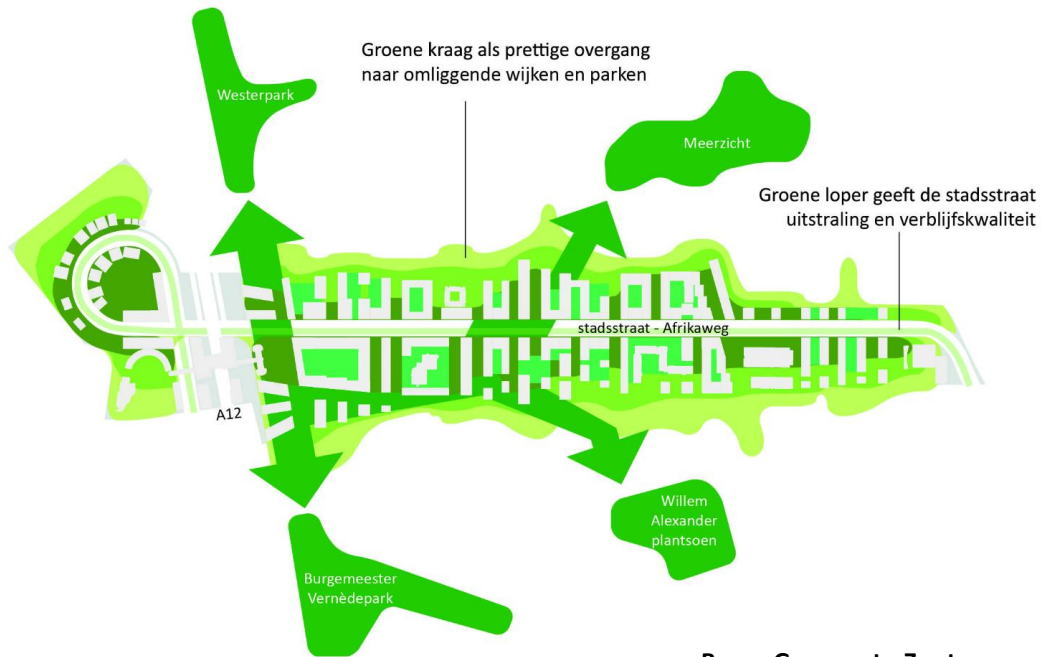 Groene kraag als prettige overgang
naar omliggende wijken en parken
Westerpark
Meerzicht
Groene loper geeft de stadsstraat
uitstraling en verblijfskwaliteit
stadsstraat - Afrikaweg
A12
Willem
Alexander
plantsoen
Burgemeester
Vernèdepark